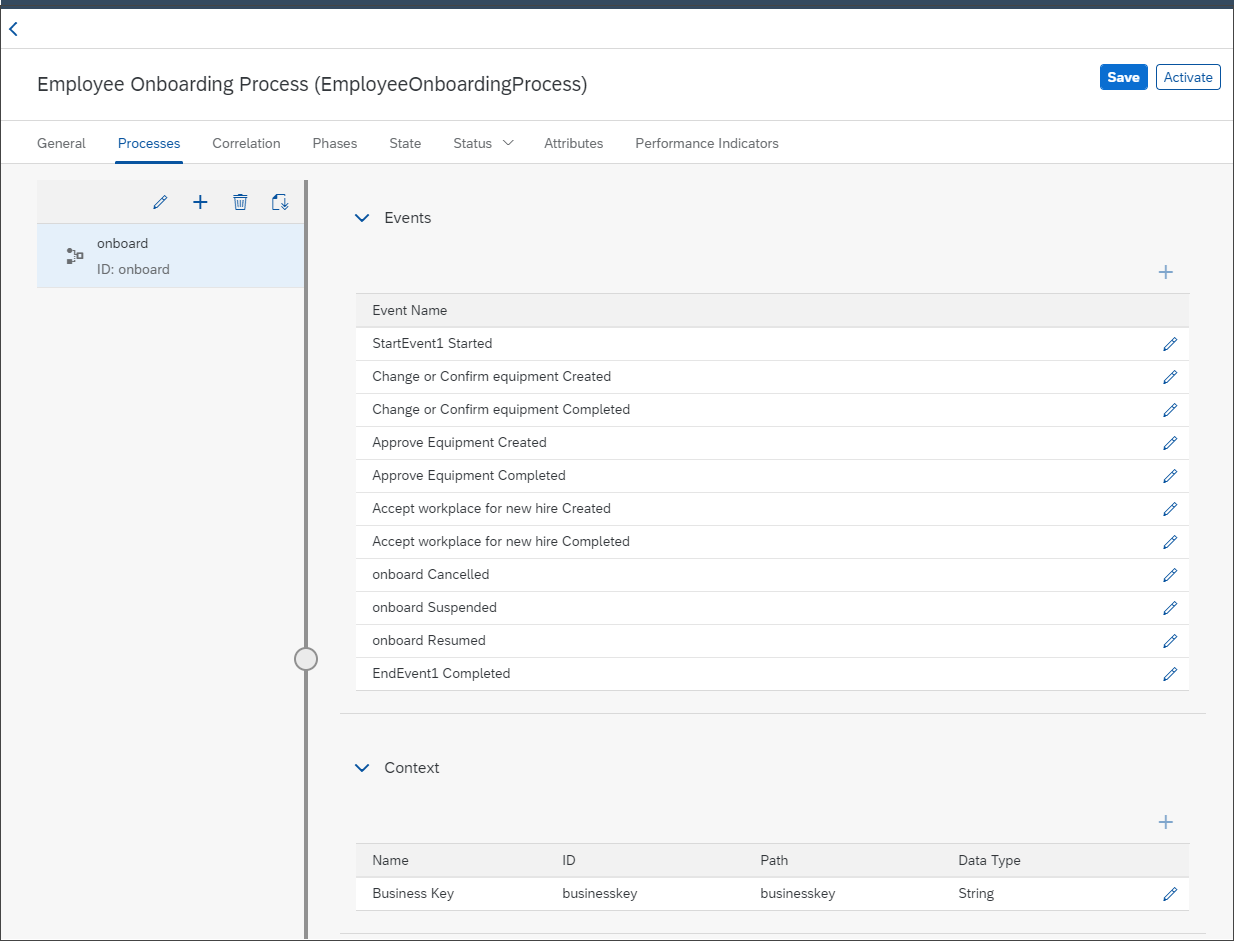 Employee Onboarding Process (EmployeeOnboardingProcess)
Save Activate
General Processes Correlation Phases State Status Attributes Performance Indicators
onboard
ID: onboard
Events
Event Name
StartEvent1 Started
Change or Confirm equipment Created
Change or Confirm equipment Completed
Approve Equipment Created
Approve Equipment Completed
Accept workplace for new hire Created
Accept workplace for new hire Completed
onboard Cancelled
onboard Suspended
onboard Resumed
EndEvent1 Completed
Context
Name ID Path Data Type
Business Key businesskey businesskey String